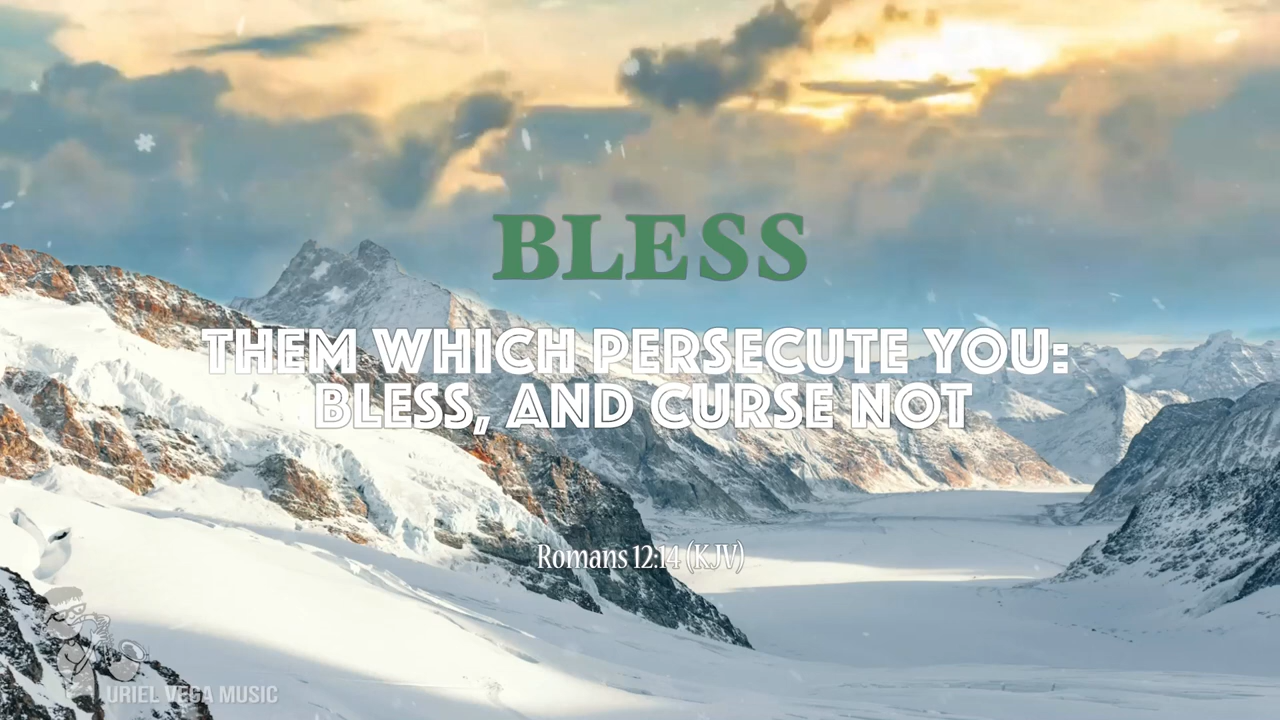 BLESS
THEM WHICH PERSECUTE YOU:
BLESS, AND CURSE NOT
Romans 12:14 (KJV)
URIEL VEGA MUSIC